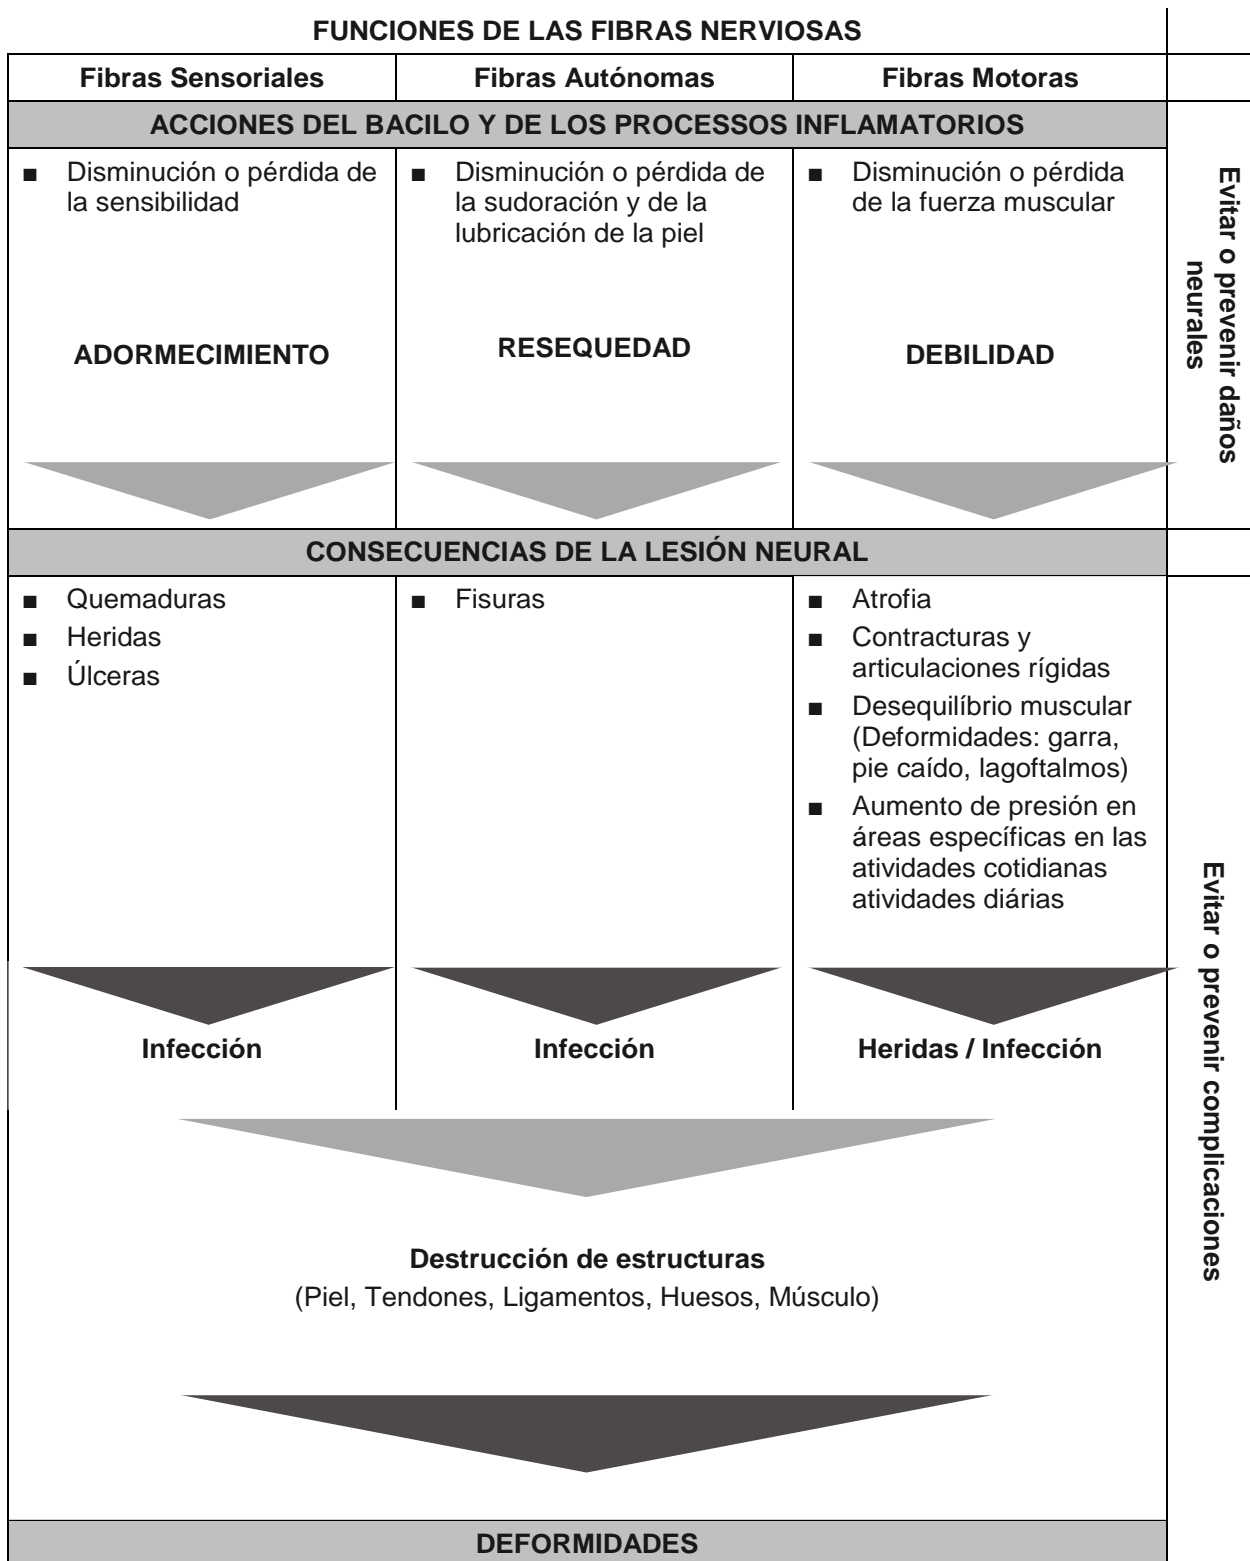 FUNCIONES DE LAS FIBRAS NERVIOSAS
Fibras Sensoriales
Fibras Autónomas
Fibras Motoras
ACCIONES DEL BACILO Y DE LOS PROCESSOS INFLAMATORIOS
■ Disminución o pérdida de
la sensibilidad
ADORMECIMIENTO
■ Disminución o pérdida de
la sudoración y de la
lubricación de la piel
RESEQUEDAD
■ Disminución o pérdida
de la fuerza muscular
DEBILIDAD
Evitar o prevenir daños
neurales
CONSECUENCIAS DE LA LESIÓN NEURAL
■ Quemaduras
■ Heridas
■ Úlceras
Infección
■ Fisuras
Infección
■ Atrofia
■ Contracturas y
articulaciones rígidas
■ Desequilíbrio muscular
(Deformidades: garra,
pie caído, lagoftalmos)
■ Aumento de presión en
áreas específicas en las
atividades cotidianas
atividades diárias
Heridas / Infección
Evitar o prevenir complicaciones
Destrucción de estructuras
(Piel, Tendones, Ligamentos, Huesos, Músculo)
DEFORMIDADES